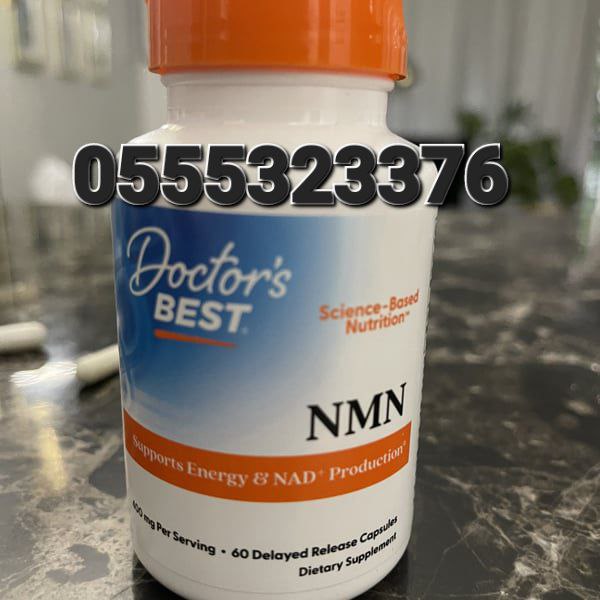 0555323376
Doctor's
BEST®
Science-Based
Nutrition™
NMN
Supports Energy & NAD⁺ Production*
400 mg Per Serving • 60 Delayed Release Capsules
Dietary Supplement